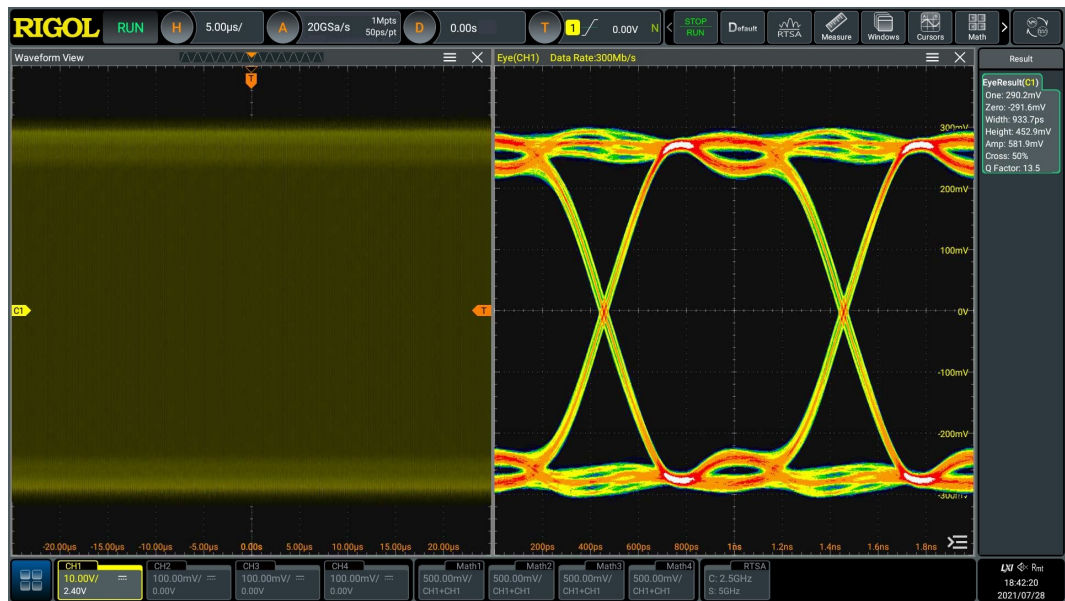 RIGOL RUN H 5.00µs/ A 20GSa/s 1Mpts 50ps/pt D 0.00s T 1 0.00V N STOP RUN Default RTSA Measure Windows Cursors Math
Waveform View
T
C1
T
-20.00µs -15.00µs -10.00µs -5.00µs 0.00s 5.00µs 10.00µs 15.00µs 20.00µs
Eye(CH1) Data Rate:300Mb/s
300mV
200mV
100mV
0V
-100mV
-200mV
-300mV
200ps 400ps 600ps 800ps 1ns 1.2ns 1.4ns 1.6ns 1.8ns
Result
EyeResult(C1)
One: 290.2mV
Zero: -291.6mV
Width: 933.7ps
Height: 452.9mV
Amp: 581.9mV
Cross: 50%
Q Factor: 13.5
CH1
10.00V/
2.40V
CH2
100.00mV/
0.00V
CH3
100.00mV/
0.00V
CH4
100.00mV/
0.00V
Math1
500.00mV/
CH1+CH1
Math2
500.00mV/
CH1+CH1
Math3
500.00mV/
CH1+CH1
Math4
500.00mV/
CH1+CH1
RTSA
C: 2.5GHz
S: 5GHz
LXI Rmt
18:42:20
2021/07/28